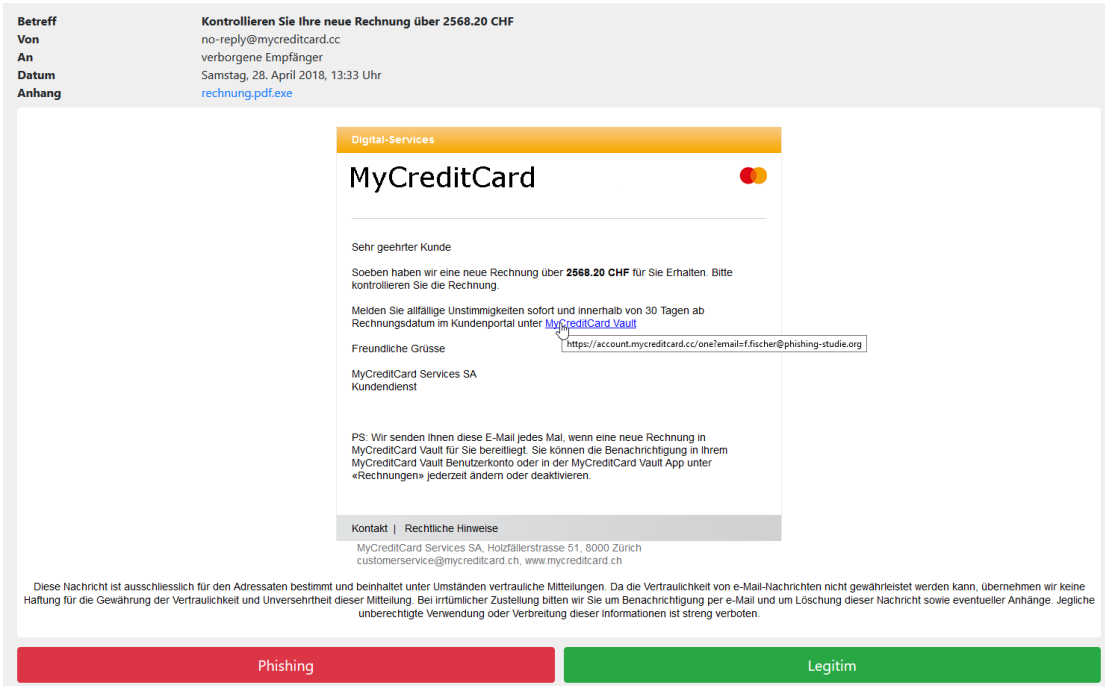 Betreff Kontrollieren Sie Ihre neue Rechnung über 2568.20 CHF
Von no-reply@mycreditcard.cc
An verborgene Empfänger
Datum Samstag, 28. April 2018, 13:33 Uhr
Anhang rechnung.pdf.exe
Digital-Services
MyCreditCard
Sehr geehrter Kunde
Soeben haben wir eine neue Rechnung über 2568.20 CHF für Sie Erhalten. Bitte
kontrollieren Sie die Rechnung.
Melden Sie allfällige Unstimmigkeiten sofort und innerhalb von 30 Tagen ab
Rechnungsdatum im Kundenportal unter MyCreditCard Vault
https://account.mycreditcard.cc/one?email=f.fischer@phishing-studie.org
Freundliche Grüsse
MyCreditCard Services SA
Kundendienst
PS: Wir senden Ihnen diese E-Mail jedes Mal, wenn eine neue Rechnung in
MyCreditCard Vault für Sie bereitliegt. Sie können die Benachrichtigung in Ihrem
MyCreditCard Vault Benutzerkonto oder in der MyCreditCard Vault App unter
«Rechnungen» jederzeit ändern oder deaktivieren.
Kontakt | Rechtliche Hinweise
MyCreditCard Services SA, Holzfällerstrasse 51, 8000 Zürich
customerservice@mycreditcard.ch, www.mycreditcard.ch
Diese Nachricht ist ausschliesslich für den Adressaten bestimmt und beinhaltet unter Umständen vertrauliche Mitteilungen. Da die Vertraulichkeit von e-Mail-Nachrichten nicht gewährleistet werden kann, übernehmen wir keine
Haftung für die Gewährung der Vertraulichkeit und Unversehrtheit dieser Mitteilung. Bei irrtümlicher Zustellung bitten wir Sie um Benachrichtigung per e-Mail und um Löschung dieser Nachricht sowie eventueller Anhänge. Jegliche
unberechtigte Verwendung oder Verbreitung dieser Informationen ist streng verboten.
Phishing Legitim